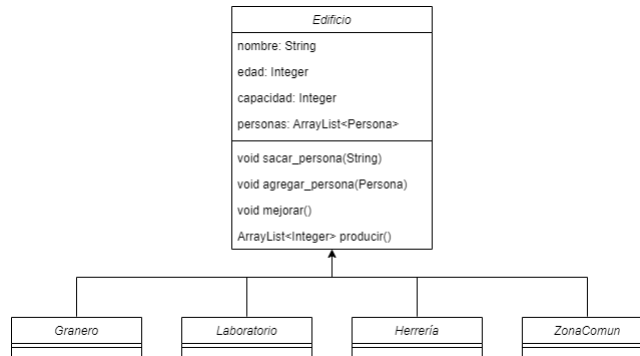 Edificio
nombre: String
edad: Integer
capacidad: Integer
personas: ArrayList<Persona>
void sacar_persona(String)
void agregar_persona(Persona)
void mejorar()
ArrayList<Integer> producir()
Granero
Laboratorio
Herrería
ZonaComun